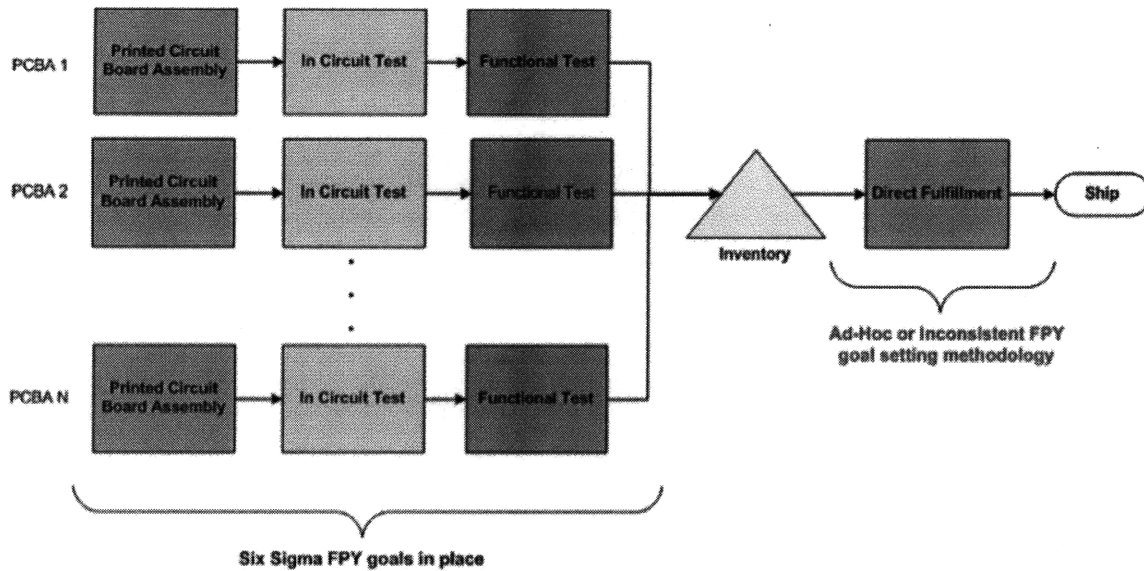 PCBA 1
Printed Circuit
Board Assembly
In Circuit Test
Functional Test
PCBA 2
Printed Circuit
Board Assembly
In Circuit Test
Functional Test
Inventory
Direct Fulfillment
Ship
Ad-Hoc or Inconsistent FPY
goal setting methodology
PCBA N
Printed Circuit
Board Assembly
In Circuit Test
Functional Test
Six Sigma FPY goals in place